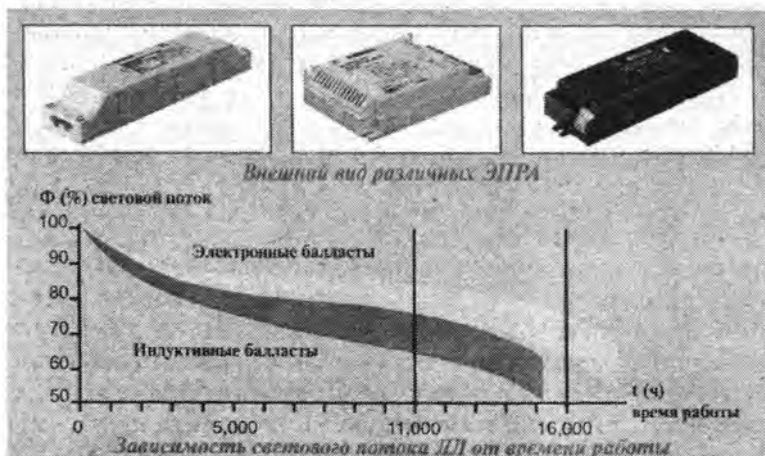 Внешний вид различных ЭПРА
Ф (%) световой поток
100
90
80
70
60
50
Электронные балласты
Индуктивные балласты
0
5,000
11,000
16,000
t (ч)
время работы
Зависимость светового потока ЛЛ от времени работы